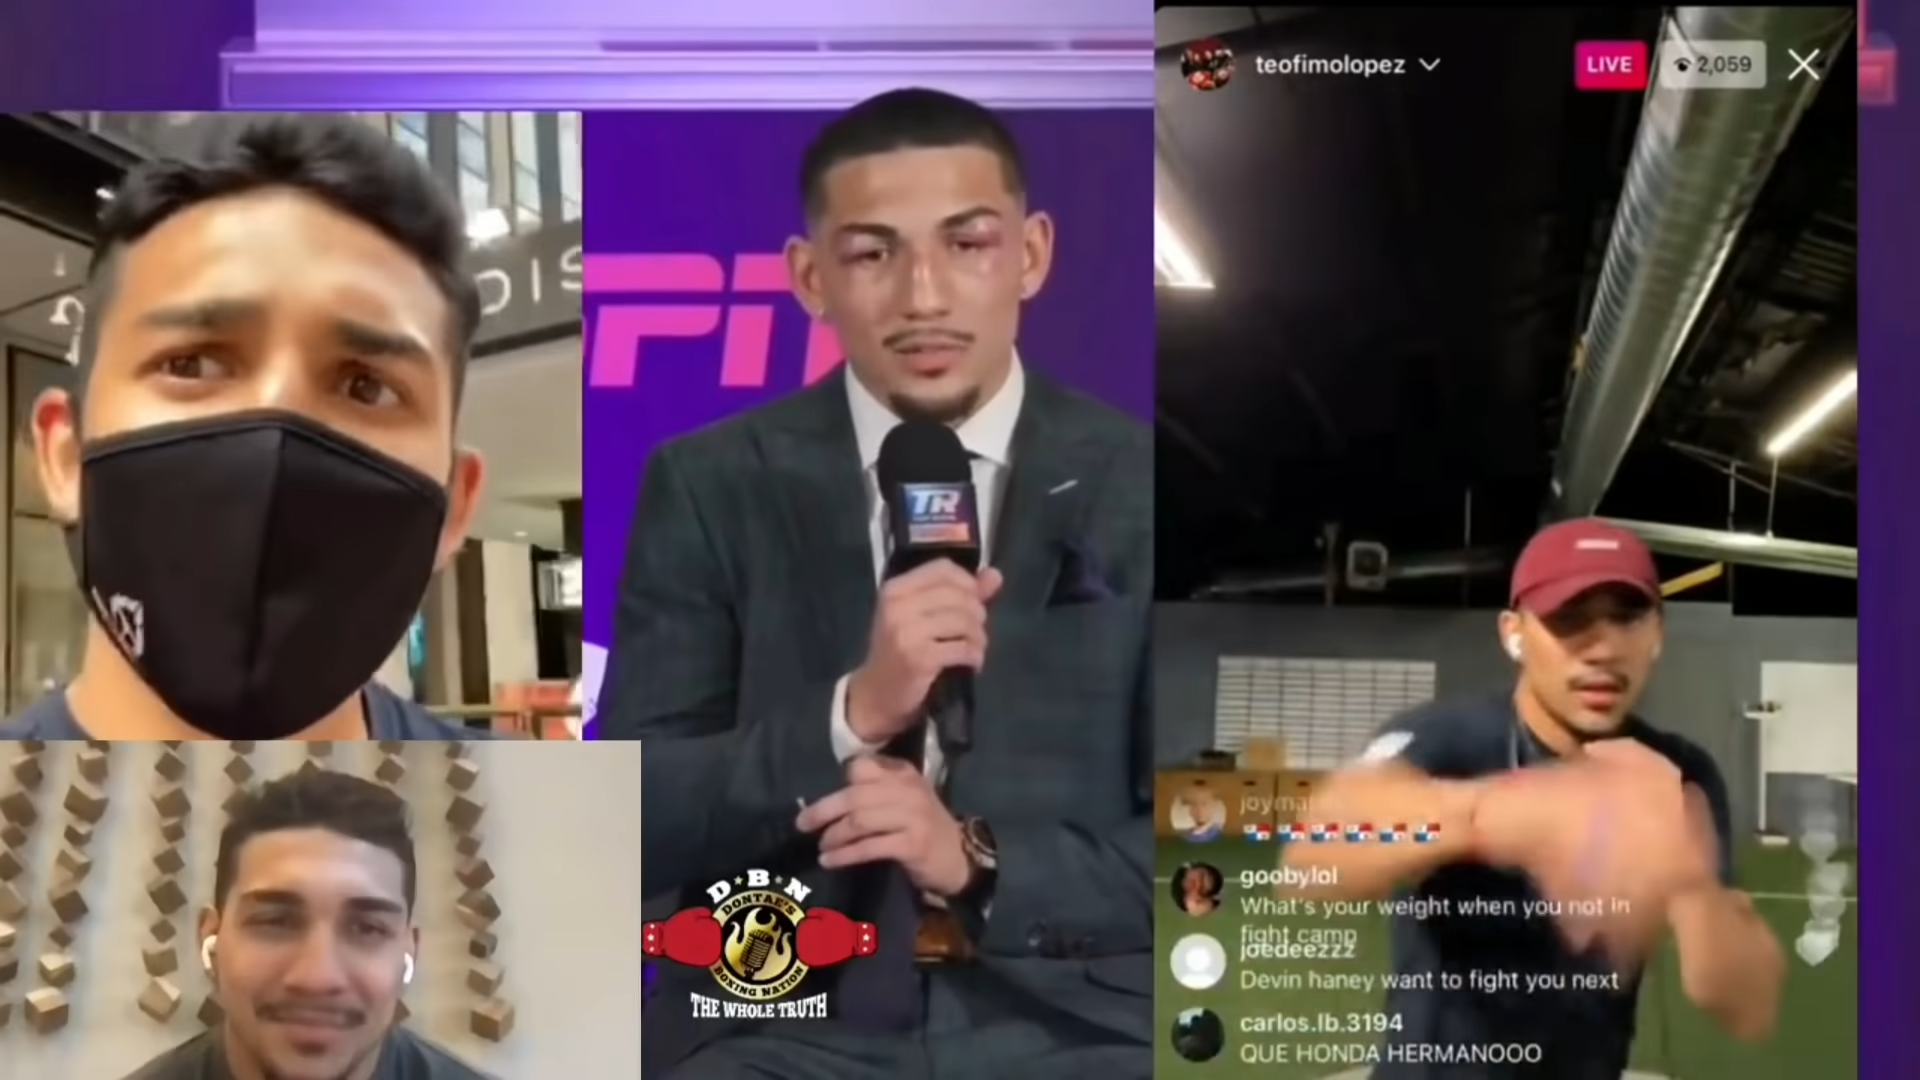 DIS
TR
D★B★N
DONTAE'S
BOXING NATION
THE WHOLE TRUTH
teofimolopez
LIVE
2,059
goobylol
What's your weight when you not in
fight camp
joedeezzz
Devin haney want to fight you next
carlos.lb.3194
QUE HONDA HERMANOOO